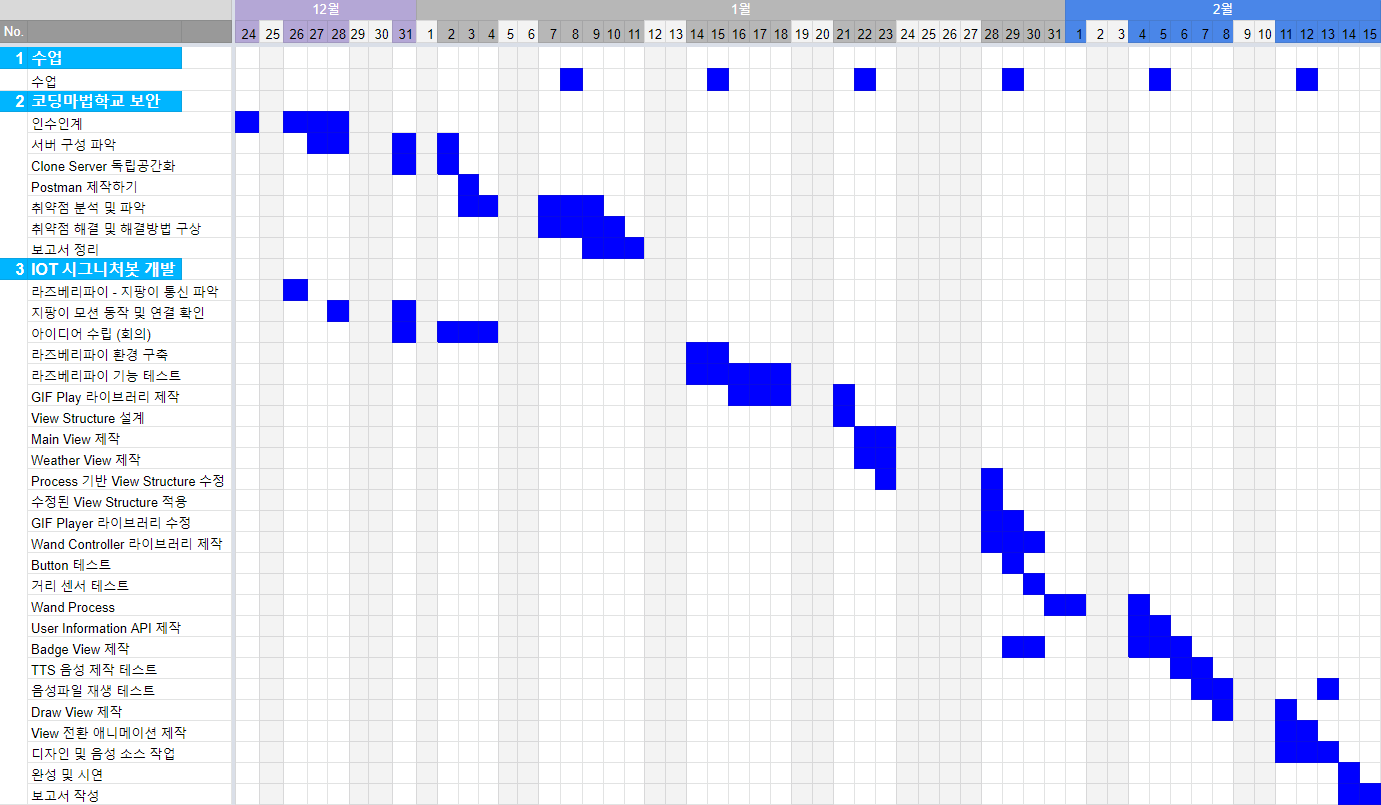 12월 1월 2월
No. 24 25 26 27 28 29 30 31 1 2 3 4 5 6 7 8 9 10 11 12 13 14 15 16 17 18 19 20 21 22 23 24 25 26 27 28 29 30 31 1 2 3 4 5 6 7 8 9 10 11 12 13 14 15
1 수업
수업
2 코딩마법학교 보안
인수인계
서버 구성 파악
Clone Server 독립공간화
Postman 제작하기
취약점 분석 및 파악
취약점 해결 및 해결방법 구상
보고서 정리
3 IOT 시그니처봇 개발
라즈베리파이 - 지팡이 통신 파악
지팡이 모션 동작 및 연결 확인
아이디어 수립 (회의)
라즈베리파이 환경 구축
라즈베리파이 기능 테스트
GIF Play 라이브러리 제작
View Structure 설계
Main View 제작
Weather View 제작
Process 기반 View Structure 수정
수정된 View Structure 적용
GIF Player 라이브러리 수정
Wand Controller 라이브러리 제작
Button 테스트
거리 센서 테스트
Wand Process
User Information API 제작
Badge View 제작
TTS 음성 제작 테스트
음성파일 재생 테스트
Draw View 제작
View 전환 애니메이션 제작
디자인 및 음성 소스 작업
완성 및 시연
보고서 작성